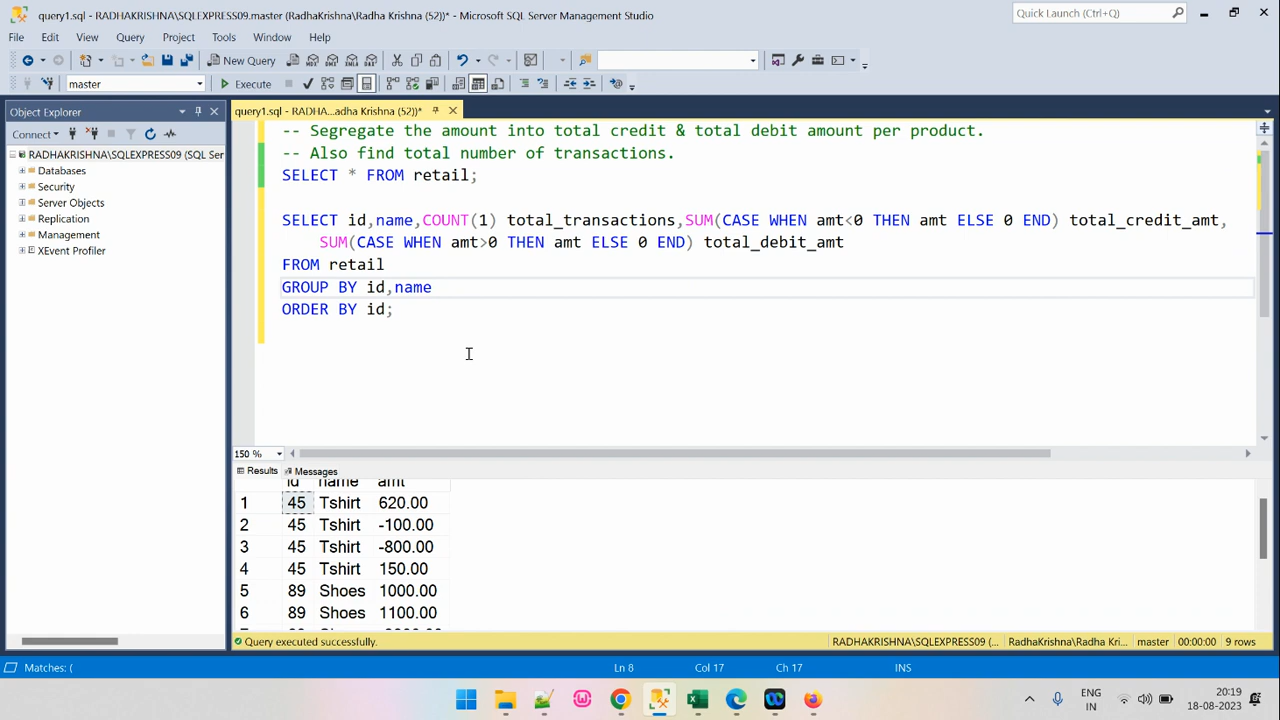 query1.sql - RADHAKRISHNA\SQLEXPRESS09.master (RadhaKrishna\Radha Krishna (52))* - Microsoft SQL Server Management Studio
Quick Launch (Ctrl+Q)
File Edit View Query Project Tools Window Help
New Query
master Execute
Object Explorer
query1.sql - RADHA...adha Krishna (52))*
Connect
RADHAKRISHNA\SQLEXPRESS09 (SQL Ser
Databases
Security
Server Objects
Replication
Management
XEvent Profiler
-- Segregate the amount into total credit & total debit amount per product.
-- Also find total number of transactions.
SELECT * FROM retail;
SELECT id,name,COUNT(1) total_transactions,SUM(CASE WHEN amt<0 THEN amt ELSE 0 END) total_credit_amt,
SUM(CASE WHEN amt>0 THEN amt ELSE 0 END) total_debit_amt
FROM retail
GROUP BY id,name
ORDER BY id;
150 %
Results Messages
id name amt
1 45 Tshirt 620.00
2 45 Tshirt -100.00
3 45 Tshirt -800.00
4 45 Tshirt 150.00
5 89 Shoes 1000.00
6 89 Shoes 1100.00
Query executed successfully. RADHAKRISHNA\SQLEXPRESS09 (... RadhaKrishna\Radha Kri... master 00:00:00 9 rows
Matches: ( Ln 8 Col 17 Ch 17 INS
ENG
IN
20:19
18-08-2023